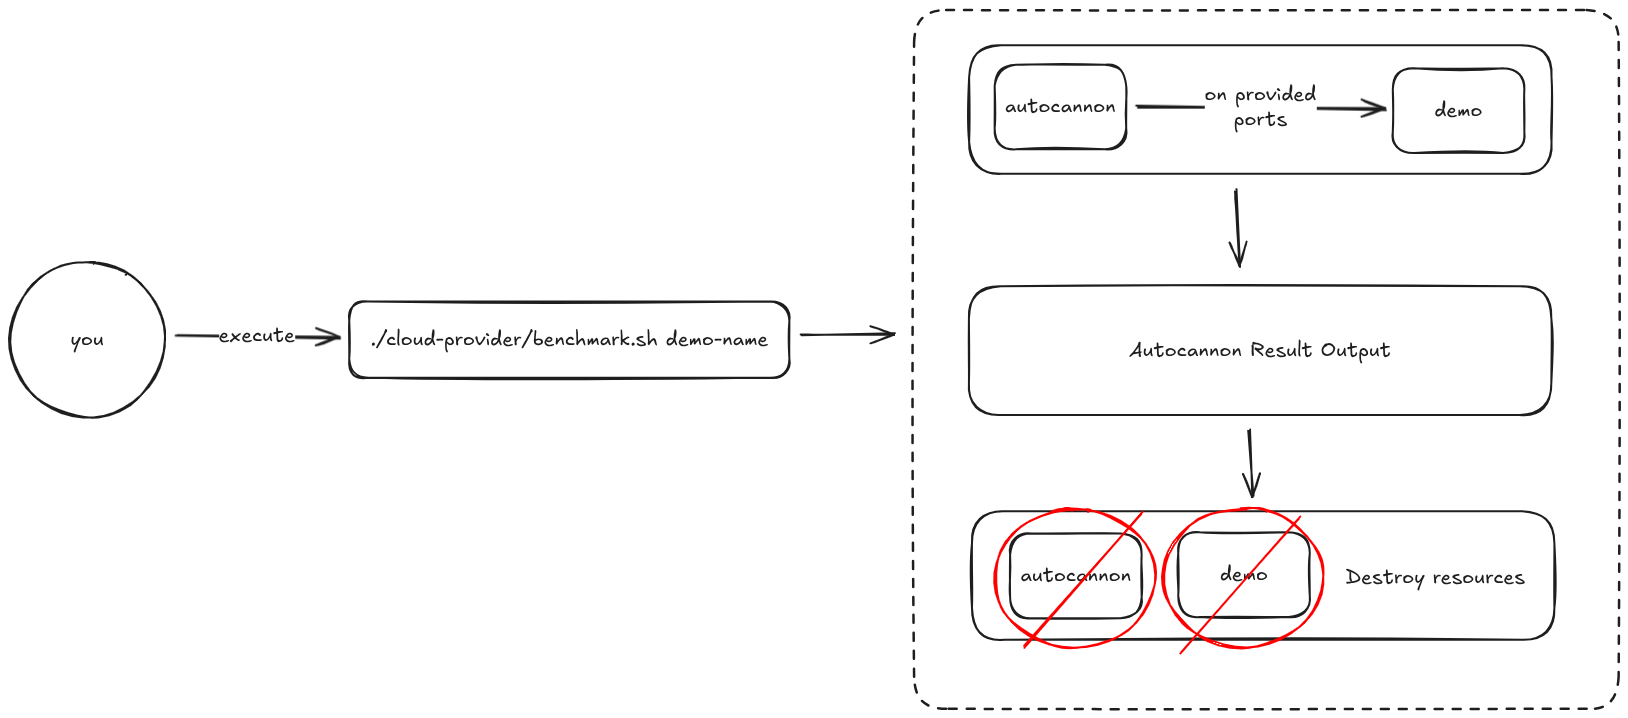 you
execute
./cloud-provider/benchmark.sh demo-name
autocannon
on provided
ports
demo
Autocannon Result Output
autocannon
demo
Destroy resources